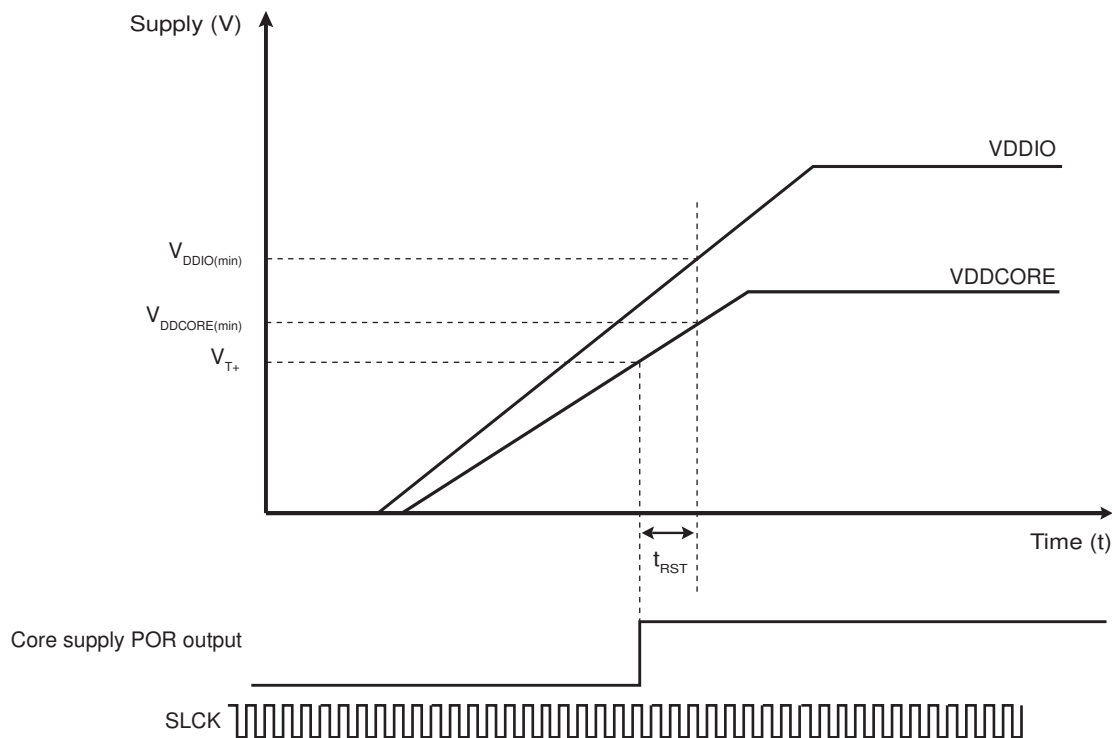 Supply (V)
VDDIO
VDDIO(min)
VDDCORE
VDDCORE(min)
VT+
Time (t)
tRST
Core supply POR output
SLCK